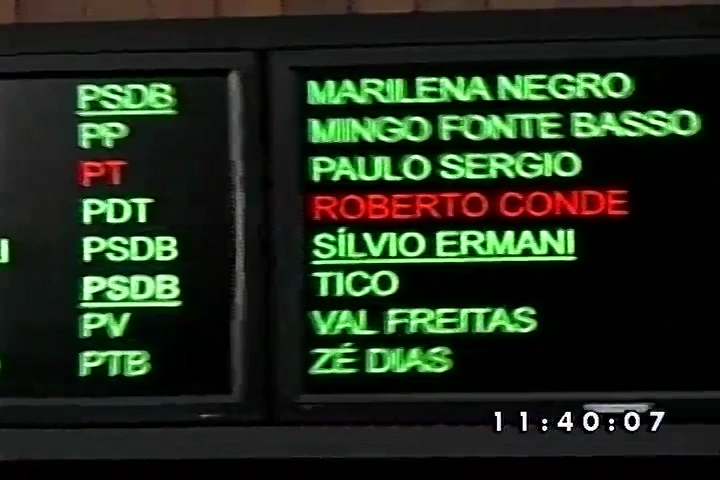 PSDB
PP
PT
PDT
PSDB
PSDB
PV
PTB
MARILENA NEGRO
MINGO FONTE BASSO
PAULO SERGIO
ROBERTO CONDE
SÍLVIO ERMANI
TICO
VAL FREITAS
ZÉ DIAS
11:40:07